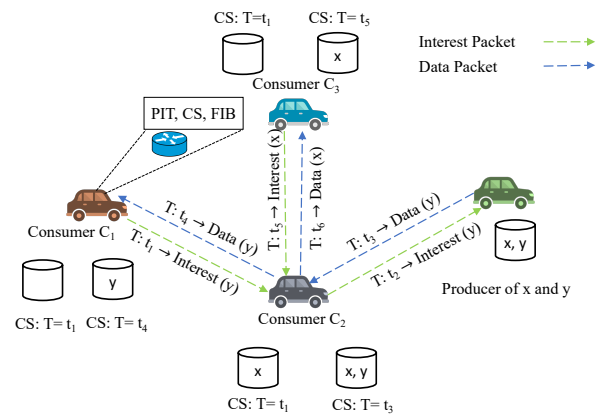 CS: T=t₁
CS: T=t₅
x
Interest Packet
Data Packet
Consumer C₃
PIT, CS, FIB
T: t₅ → Interest (x)
T: t₆ → Data (x)
Consumer C₁
T: t₄ → Data (y)
T: t₁ → Interest (y)
T: t₃ → Data (y)
T: t₂ → Interest (y)
x, y
Producer of x and y
y
CS: T= t₁
CS: T= t₄
Consumer C₂
x
x, y
CS: T=t₁
CS: T= t₃